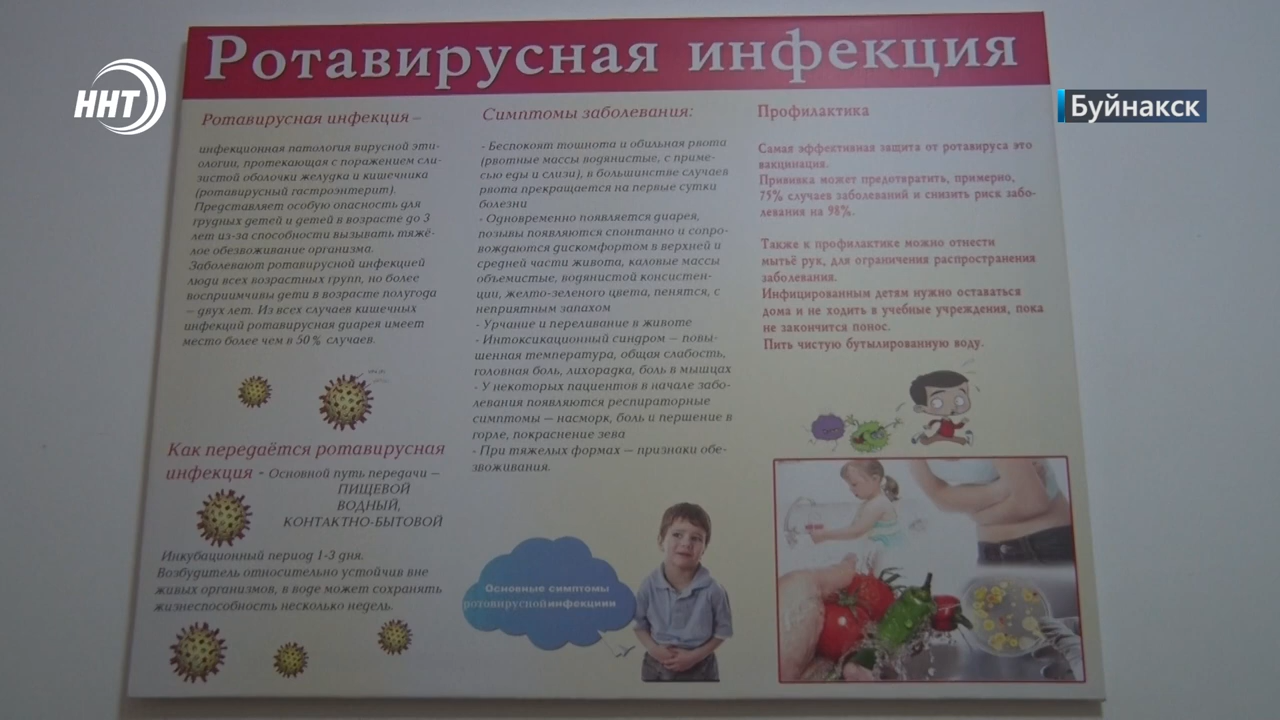 ННТ
Буйнакск
Ротавирусная инфекция
Ротавирусная инфекция –
инфекционная патология вирусной эти-
ологии, протекающая с поражением сли-
зистой оболочки желудка и кишечника
(ротавирусный гастроэнтерит).
Представляет особую опасность для
грудных детей и детей в возрасте до 3
лет из-за способности вызывать тяжё-
лое обезвоживание организма.
Заболевают ротавирусной инфекцией
люди всех возрастных групп, но более
восприимчивы дети в возрасте полугода
– двух лет. Из всех случаев кишечных
инфекций ротавирусная диарея имеет
место более чем в 50 % случаев.
Как передаётся ротавирусная
инфекция - Основной путь передачи –
ПИЩЕВОЙ
ВОДНЫЙ,
КОНТАКТНО-БЫТОВОЙ
Инкубационный период 1-3 дня.
Возбудитель относительно устойчив вне
живых организмов, в воде может сохранять
жизнеспособность несколько недель.
Симптомы заболевания:
- Беспокоят тошнота и обильная рвота
(рвотные массы водянистые, с приме-
сью еды и слизи), в большинстве случаев
рвота прекращается на первые сутки
болезни
- Одновременно появляется диарея,
позывы появляются спонтанно и сопро-
вождаются дискомфортом в верхней и
средней части живота, каловые массы
объемистые, водянистой консистен-
ции, желто-зеленого цвета, пенятся, с
неприятным запахом
- Урчание и переливание в животе
- Интоксикационный синдром – повы-
шенная температура, общая слабость,
головная боль, лихорадка, боль в мышцах
- У некоторых пациентов в начале забо-
левания появляются респираторные
симптомы – насморк, боль и першение в
горле, покраснение зева
- При тяжелых формах – признаки обе-
звоживания.
Основные симптомы
ротовирусной инфекциии
Профилактика
Самая эффективная защита от ротавируса это
вакцинация.
Прививка может предотвратить, примерно,
75% случаев заболеваний и снизить риск забо-
левания на 98%.
Также к профилактике можно отнести
мытьё рук, для ограничения распространения
заболевания.
Инфицированным детям нужно оставаться
дома и не ходить в учебные учреждения, пока
не закончится понос.
Пить чистую бутылированную воду.